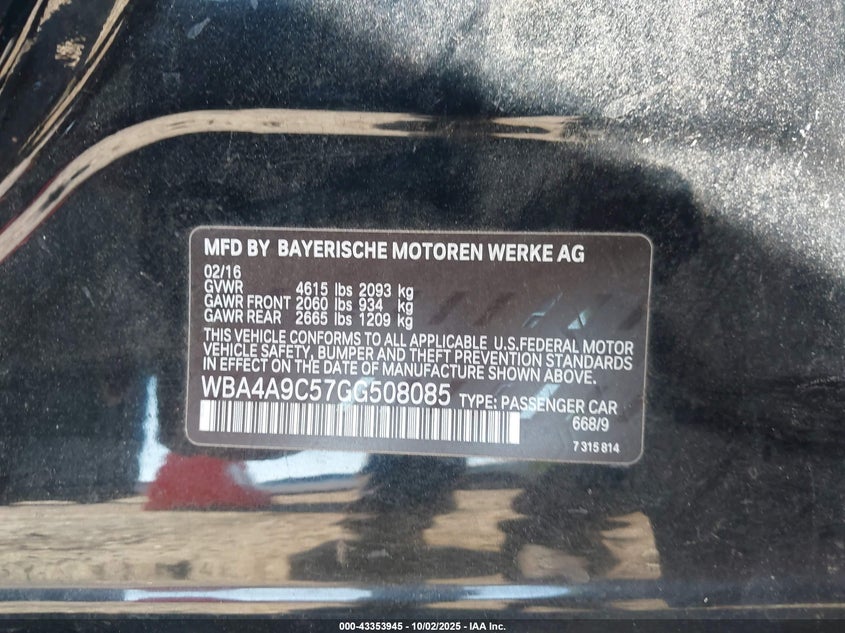 MFD BY BAYERISCHE MOTOREN WERKE AG
02/16
GVWR 4615 lbs 2093 kg
GAWR FRONT 2060 lbs 934 kg
GAWR REAR 2665 lbs 1209 kg
THIS VEHICLE CONFORMS TO ALL APPLICABLE U.S.FEDERAL MOTOR
VEHICLE SAFETY, BUMPER AND THEFT PREVENTION STANDARDS
IN EFFECT ON THE DATE OF MANUFACTURE SHOWN ABOVE.
WBA4A9C57GG508085 TYPE: PASSENGER CAR
668/9
7 315 814
000-43353945 - 10/02/2025 - IAA Inc.